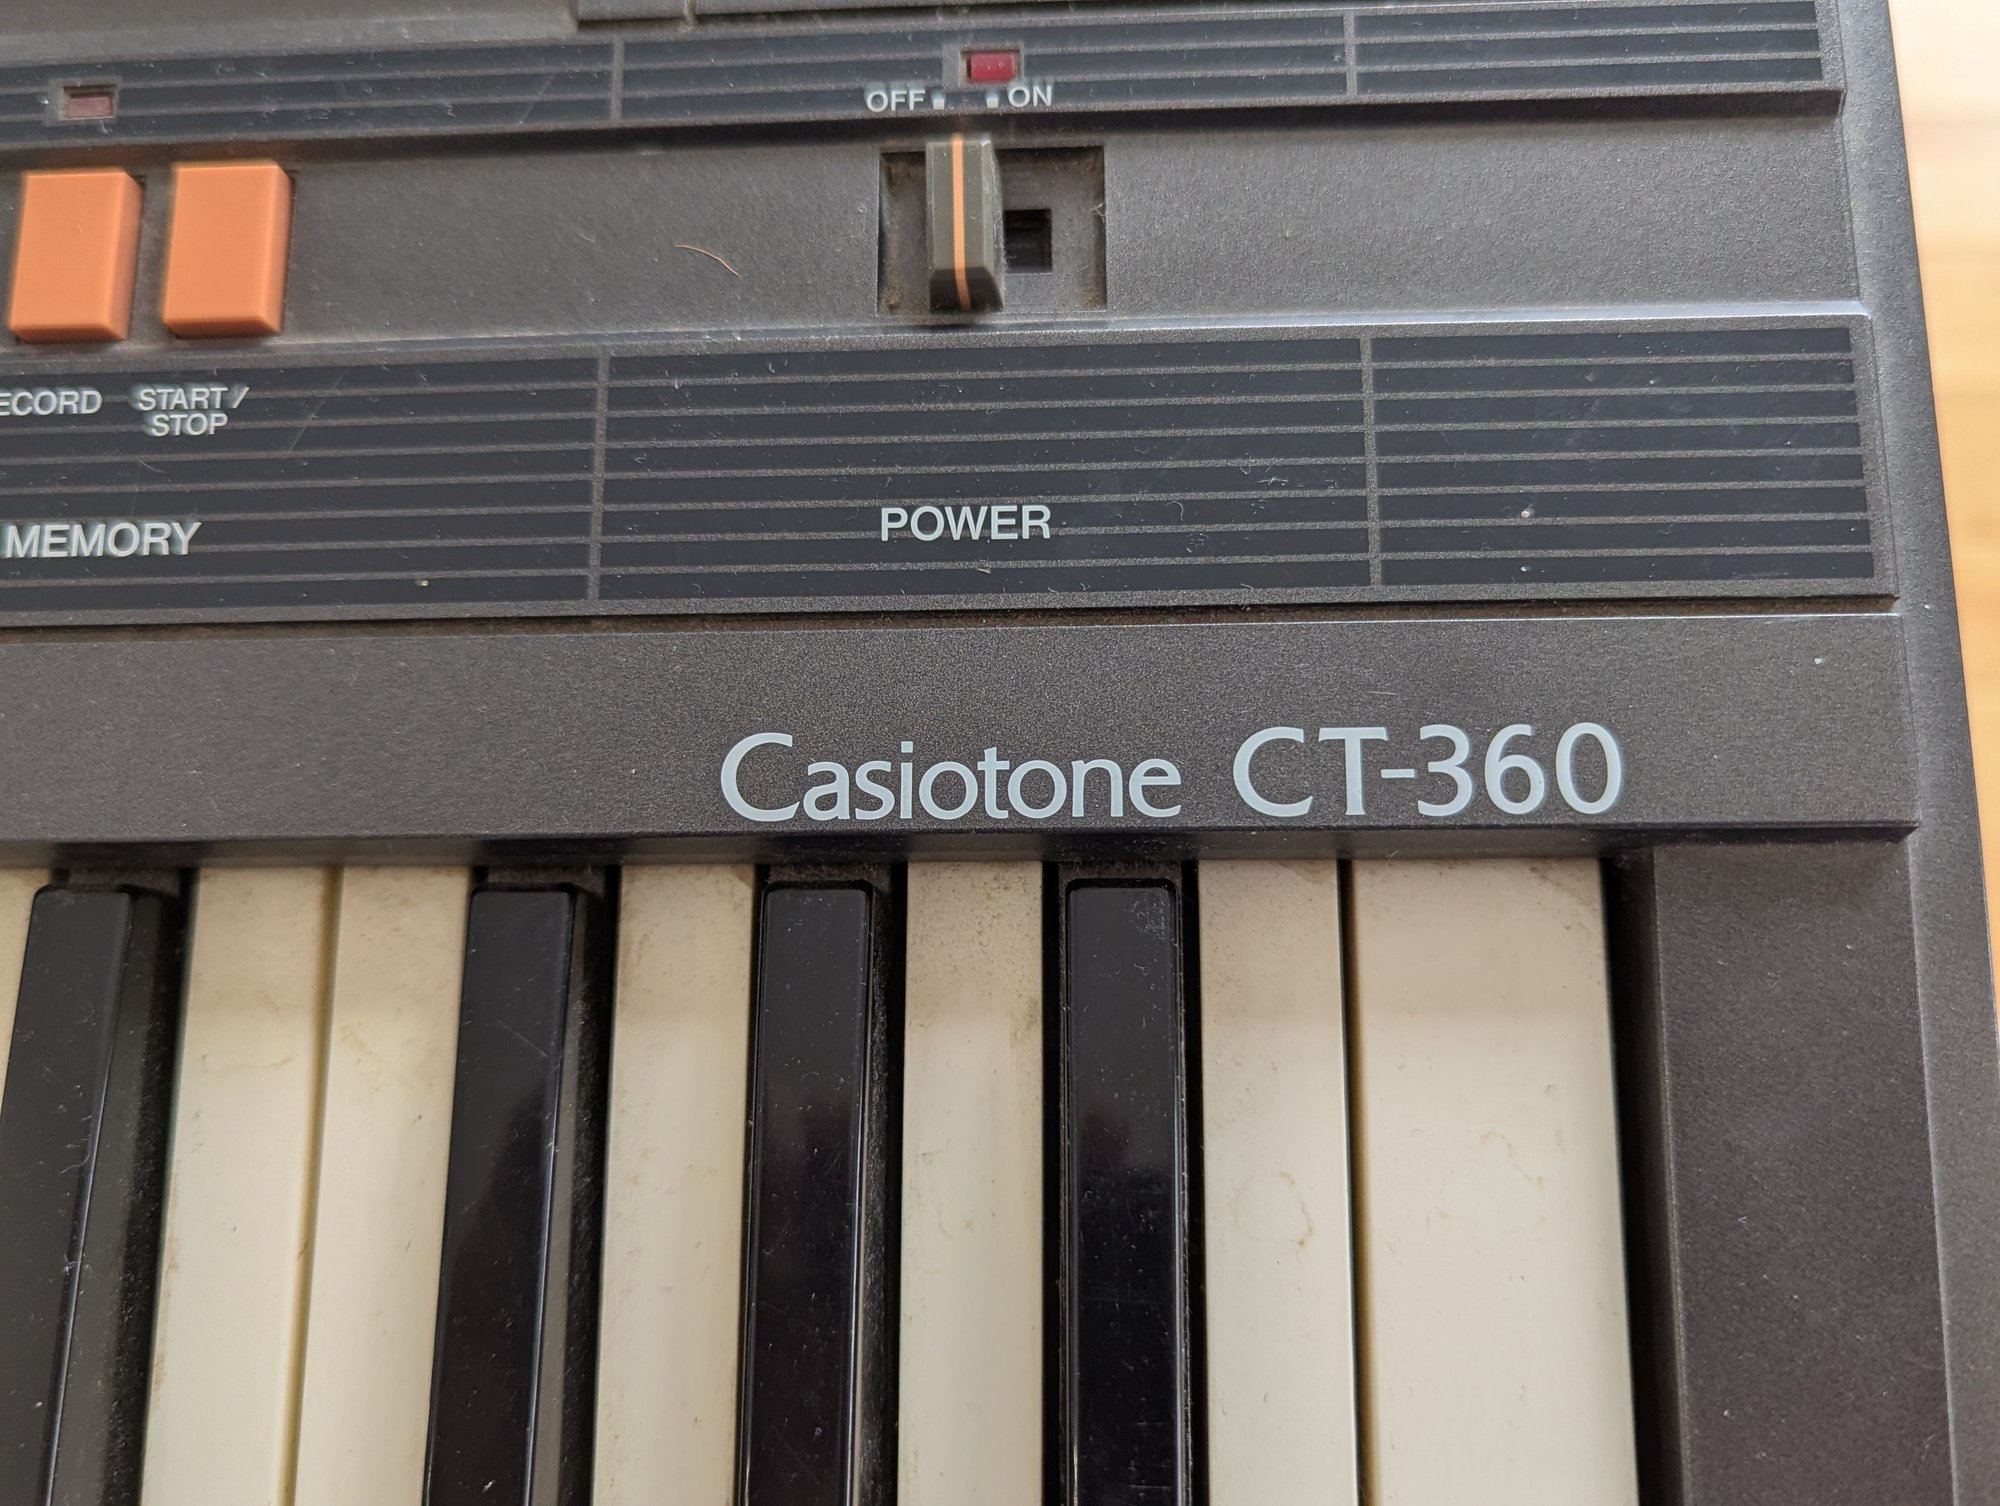 OFF ON
ECORD START/
STOP
MEMORY
POWER
Casiotone CT-360